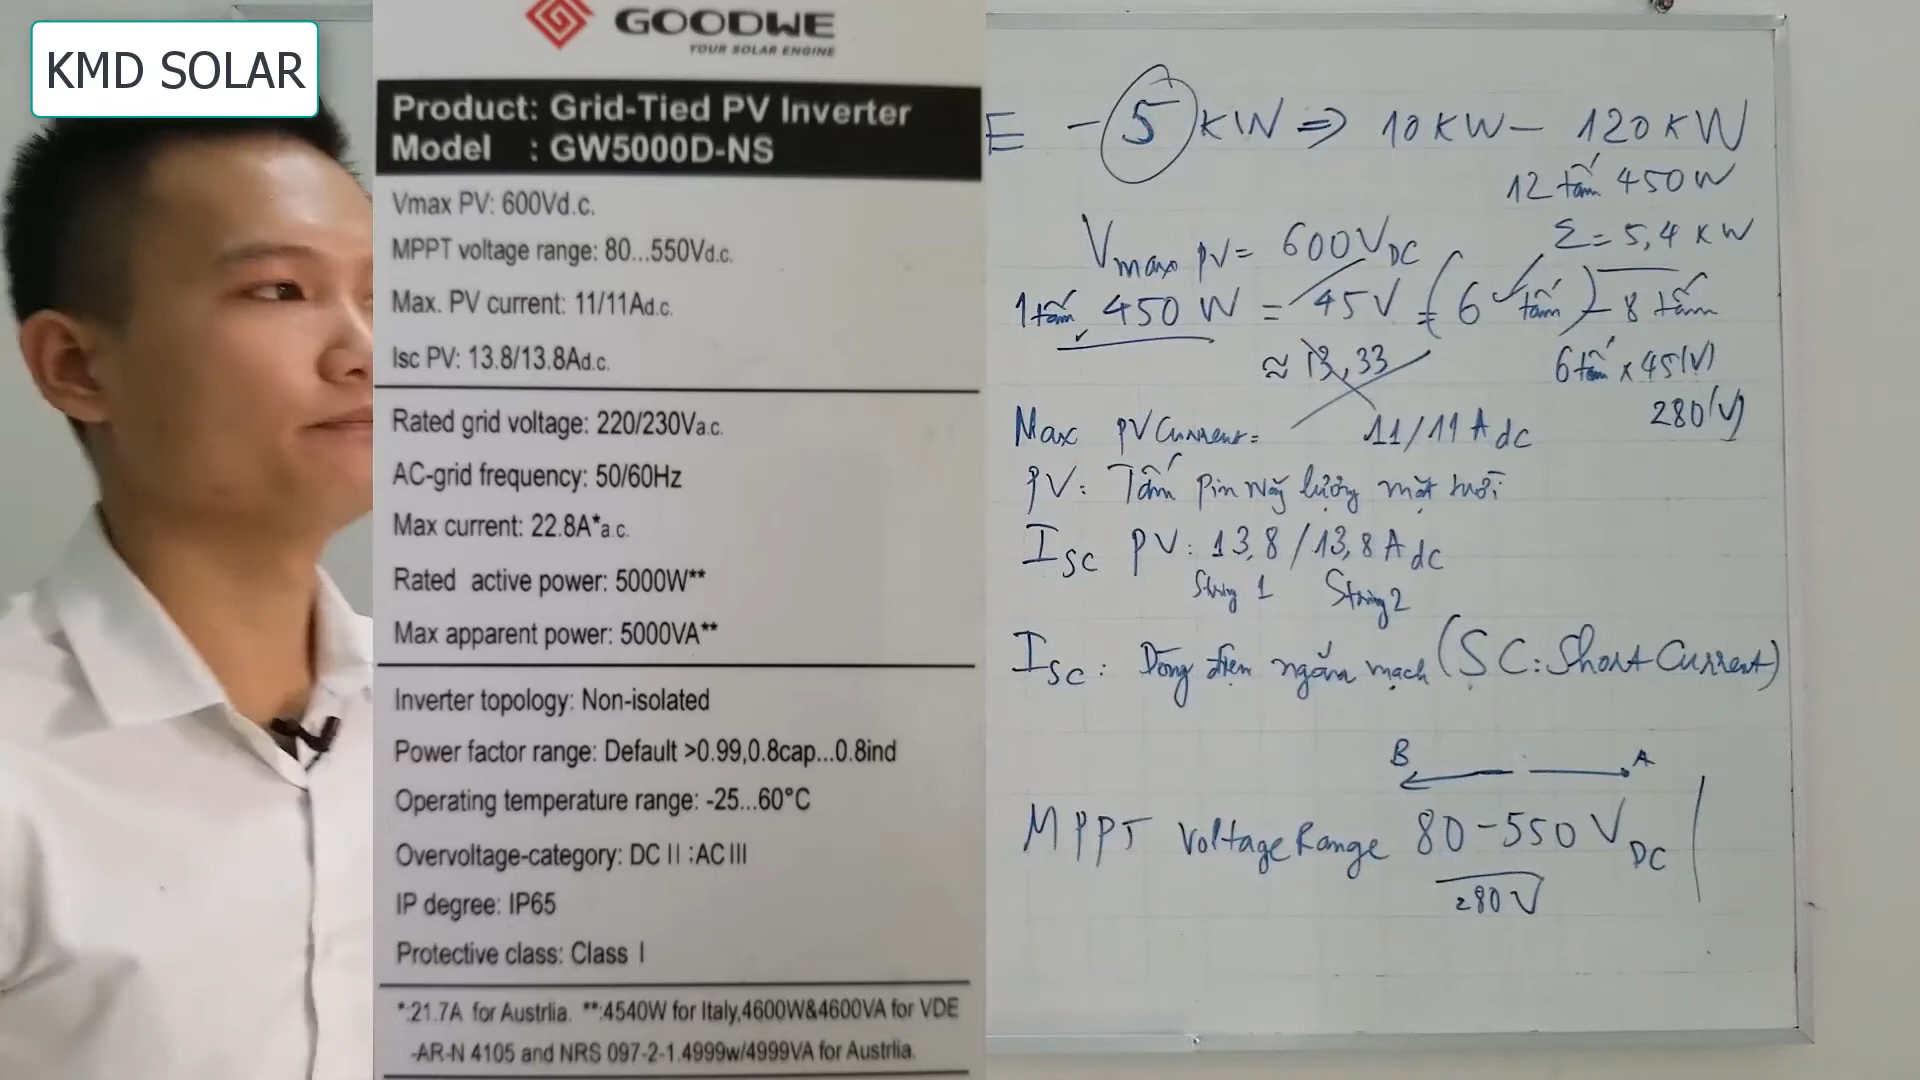 KMD SOLAR
GOODWE
YOUR SOLAR ENGINE
Product: Grid-Tied PV Inverter
Model : GW5000D-NS
Vmax PV: 600Vd.c.
MPPT voltage range: 80...550Vd.c.
Max. PV current: 11/11Ad.c.
Isc PV: 13.8/13.8Ad.c.
Rated grid voltage: 220/230Va.c.
AC-grid frequency: 50/60Hz
Max current: 22.8A*a.c.
Rated active power: 5000W**
Max apparent power: 5000VA**
Inverter topology: Non-isolated
Power factor range: Default >0.99,0.8cap...0.8ind
Operating temperature range: -25...60°C
Overvoltage-category: DC II :AC III
IP degree: IP65
Protective class: Class I
*:21.7A for Austrlia. **:4540W for Italy,4600W&4600VA for VDE
-AR-N 4105 and NRS 097-2-1.4999w/4999VA for Austrlia.
E - 5 KW => 10 KW - 120 KW
12 tấm 450 W
Σ = 5,4 KW
Vmax PV = 600 VDC
1 tấm 450 W = 45V = (6 tấm) - 8 tấm
≈ 13,33
6 tấm x 45(V)
280(V)
Max PV Current = 11/11 A dc
PV: Tấm pin lượng mặt trời
Isc PV: 13,8/13,8 A dc
String 1 String 2
Isc: Dòng điện ngắn mạch (SC: Short Current)
B A
MPPT Voltage Range 80-550 VDC
280 V